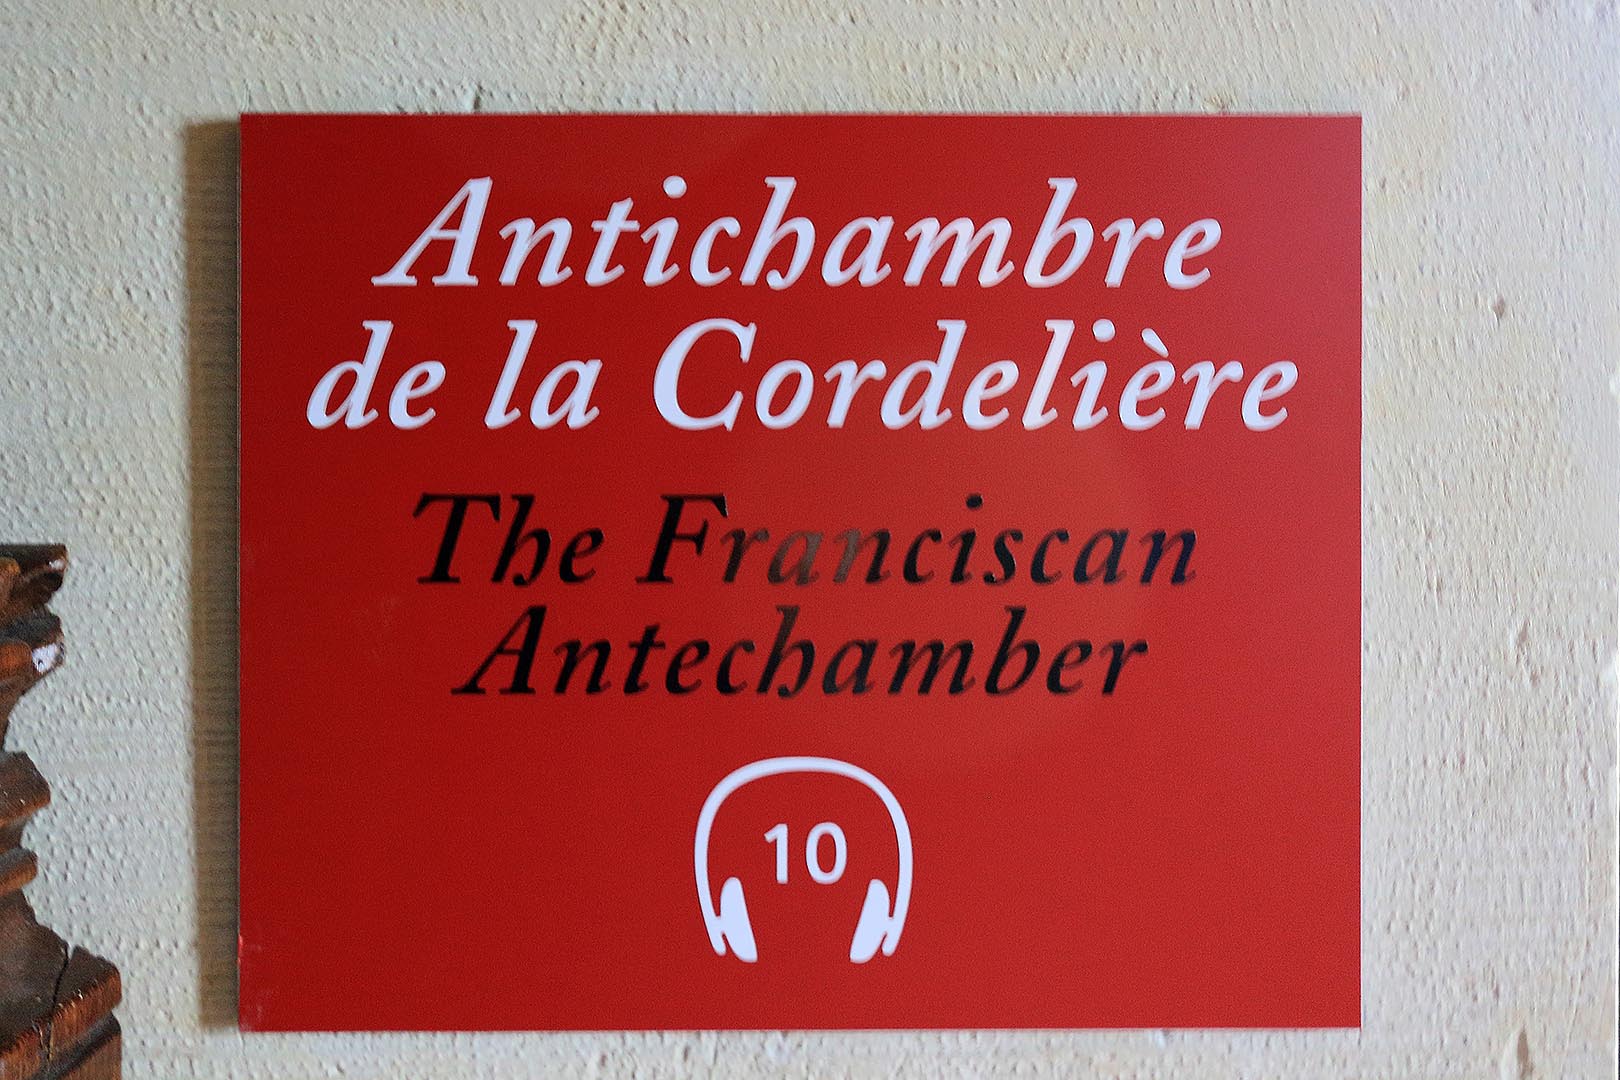 Antichambre
de la Cordelière
The Franciscan
Antechamber
10